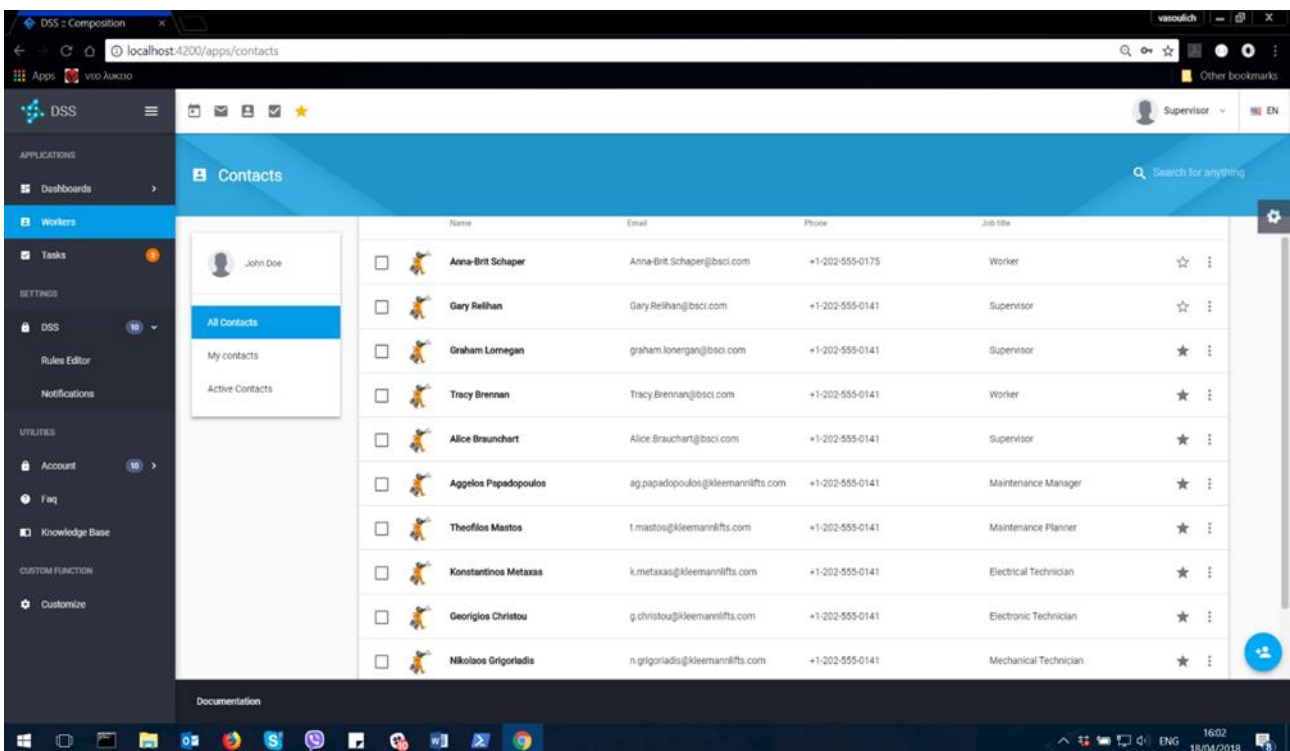 DSS :: Composition
vasoulich
localhost:4200/apps/contacts
Apps
νεο λυκειο
Other bookmarks
DSS
Supervisor
EN
APPLICATIONS
Dashboards
Workers
Tasks
3
SETTINGS
DSS
10
Rules Editor
Notifications
UTILITIES
Account
10
Faq
Knowledge Base
CUSTOM FUNCTION
Customize
Contacts
Search for anything
John Doe
All Contacts
My contacts
Active Contacts
Name Email Phone Job title
Anna-Brit Schaper Anna-Brit.Schaper@bsci.com +1-202-555-0175 Worker
Gary Relihan Gary.Relihan@bsci.com +1-202-555-0141 Supervisor
Graham Lornegan graham.lonergan@bsci.com +1-202-555-0141 Supervisor
Tracy Brennan Tracy.Brennan@bsci.com +1-202-555-0141 Worker
Alice Braunchart Alice.Brauchart@bsci.com +1-202-555-0141 Supervisor
Aggelos Papadopoulos ag.papadopoulos@kleemannlifts.com +1-202-555-0141 Maintenance Manager
Theofilos Mastos t.mastos@kleemannlifts.com +1-202-555-0141 Maintenance Planner
Konstantinos Metaxas k.metaxas@kleemannlifts.com +1-202-555-0141 Electrical Technician
Georigios Christou g.christou@kleemannlifts.com +1-202-555-0141 Electronic Technician
Nikolaos Grigoriadis n.grigoriadis@kleemannlifts.com +1-202-555-0141 Mechanical Technician
Documentation
ENG
16:02
18/04/2018